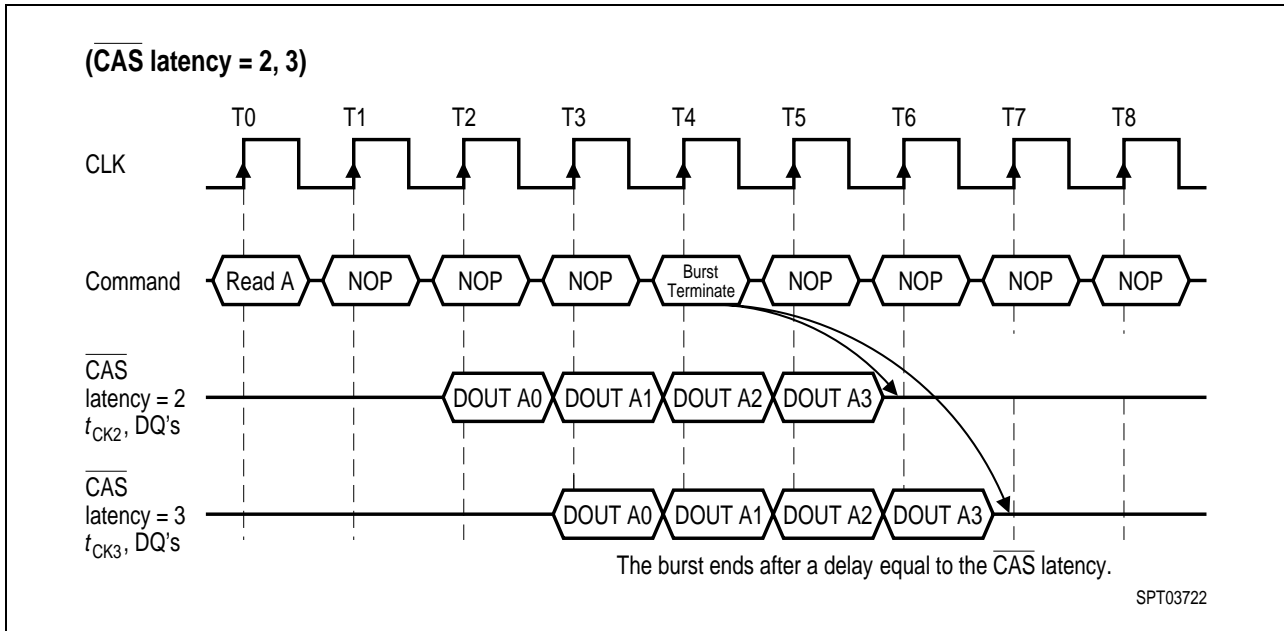 (CAS latency = 2, 3)
T0 T1 T2 T3 T4 T5 T6 T7 T8
CLK
Command Read A NOP NOP NOP Burst Terminate NOP NOP NOP NOP
CAS
latency = 2
tCK2, DQ's
DOUT A0 DOUT A1 DOUT A2 DOUT A3
CAS
latency = 3
tCK3, DQ's
DOUT A0 DOUT A1 DOUT A2 DOUT A3
The burst ends after a delay equal to the CAS latency.
SPT03722